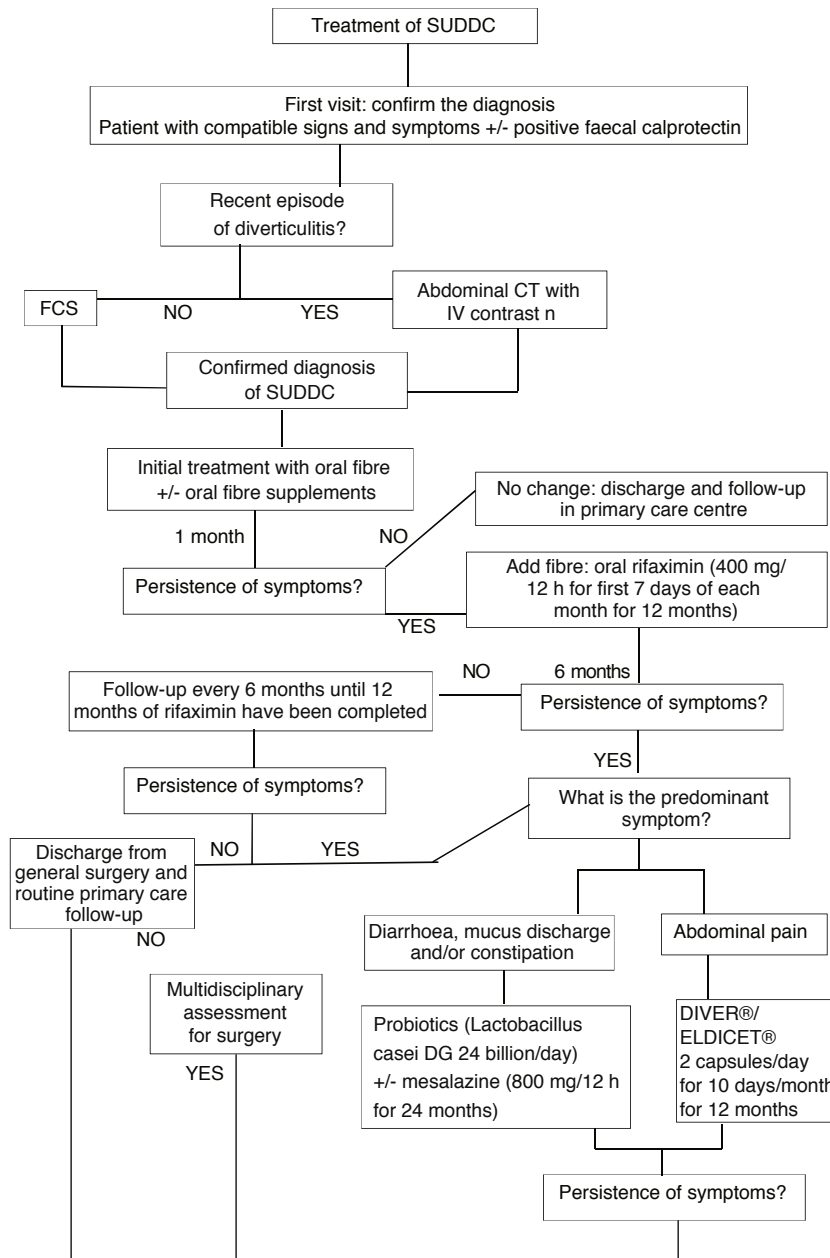 Treatment of SUDDC
First visit: confirm the diagnosis
Patient with compatible signs and symptoms +/- positive faecal calprotectin
Recent episode
of diverticulitis?
FCS
NO
YES
Abdominal CT with
IV contrast n
Confirmed diagnosis
of SUDDC
Initial treatment with oral fibre
+/- oral fibre supplements
No change: discharge and follow-up
in primary care centre
1 month
NO
Persistence of symptoms?
Add fibre: oral rifaximin (400 mg/
12 h for first 7 days of each
month for 12 months)
YES
NO
6 months
Follow-up every 6 months until 12
months of rifaximin have been completed
Persistence of symptoms?
YES
Persistence of symptoms?
What is the predominant
symptom?
NO
YES
Discharge from
general surgery and
routine primary care
follow-up
NO
Diarrhoea, mucus discharge
and/or constipation
Abdominal pain
Multidisciplinary
assessment
for surgery
YES
Probiotics (Lactobacillus
casei DG 24 billion/day)
+/- mesalazine (800 mg/12 h
for 24 months)
DIVER®/
ELDICET®
2 capsules/day
for 10 days/month
for 12 months
Persistence of symptoms?